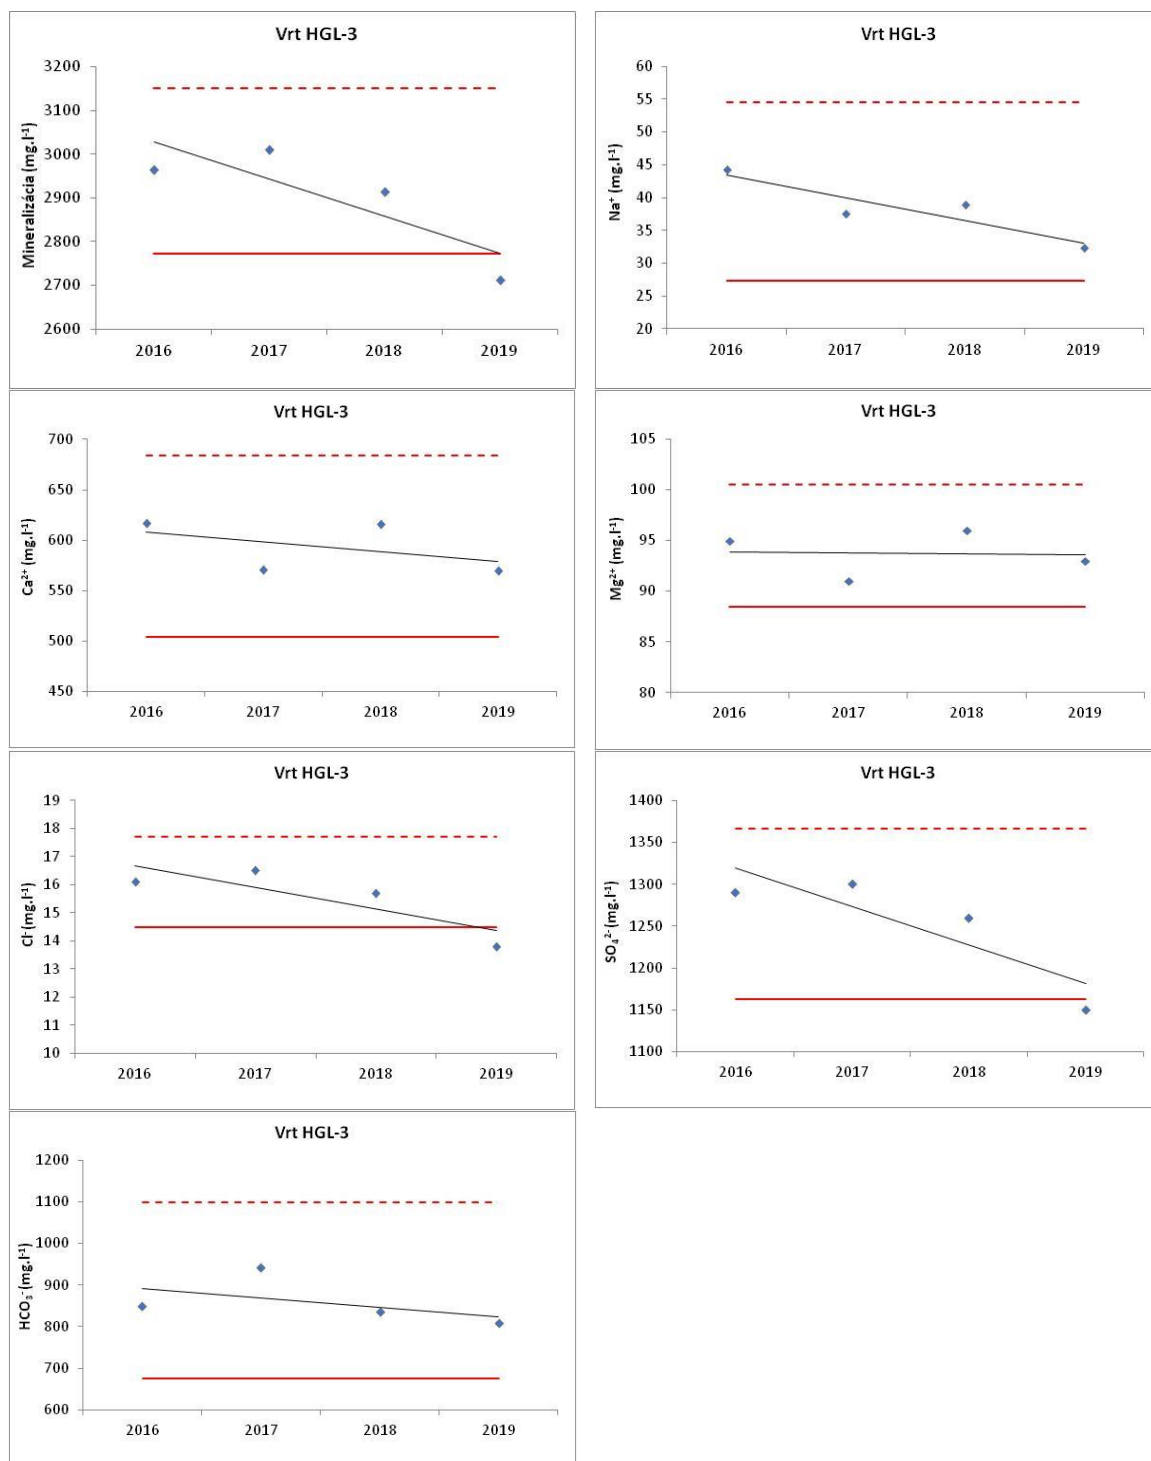 Vrt HGL-3
Mineralizácia (mg.l⁻¹)
3200
3100
3000
2900
2800
2700
2600
2016 2017 2018 2019
Vrt HGL-3
Na⁺ (mg.l⁻¹)
60
55
50
45
40
35
30
25
20
2016 2017 2018 2019
Vrt HGL-3
Ca²⁺ (mg.l⁻¹)
700
650
600
550
500
450
2016 2017 2018 2019
Vrt HGL-3
Mg²⁺ (mg.l⁻¹)
105
100
95
90
85
80
2016 2017 2018 2019
Vrt HGL-3
Cl⁻ (mg.l⁻¹)
19
18
17
16
15
14
13
12
11
10
2016 2017 2018 2019
Vrt HGL-3
SO₄²⁻ (mg.l⁻¹)
1400
1350
1300
1250
1200
1150
1100
2016 2017 2018 2019
Vrt HGL-3
HCO₃⁻ (mg.l⁻¹)
1200
1100
1000
900
800
700
600
2016 2017 2018 2019